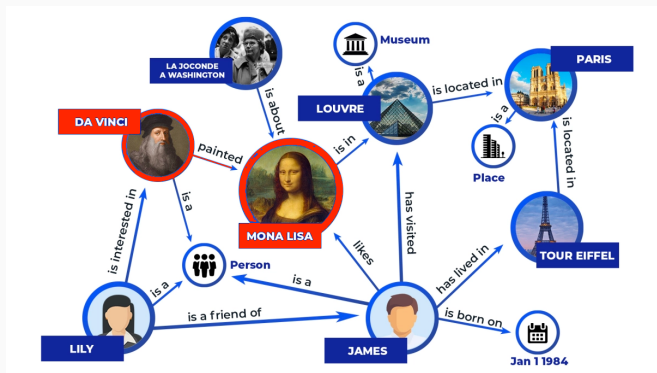 Museum
LA JOCONDE
A WASHINGTON
PARIS
is a
is located in
LOUVRE
is about
DA VINCI
painted
is in
is a
is located in
Place
MONA LISA
is a
is interested in
has visited
likes
has lived in
TOUR EIFFEL
Person
is a
is a
is a friend of
is born on
LILY
JAMES
Jan 1 1984